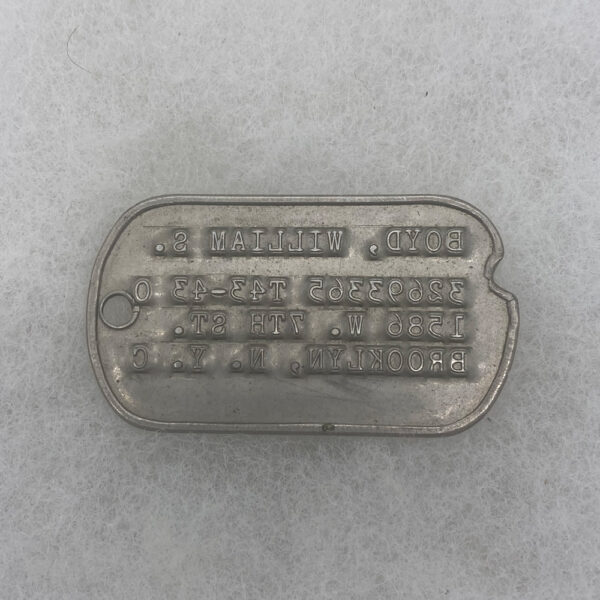 BOYD, WILLIAM S.
32693365 T43-43 O
1586 W. 7TH ST.
BROOKLYN, N. Y. C